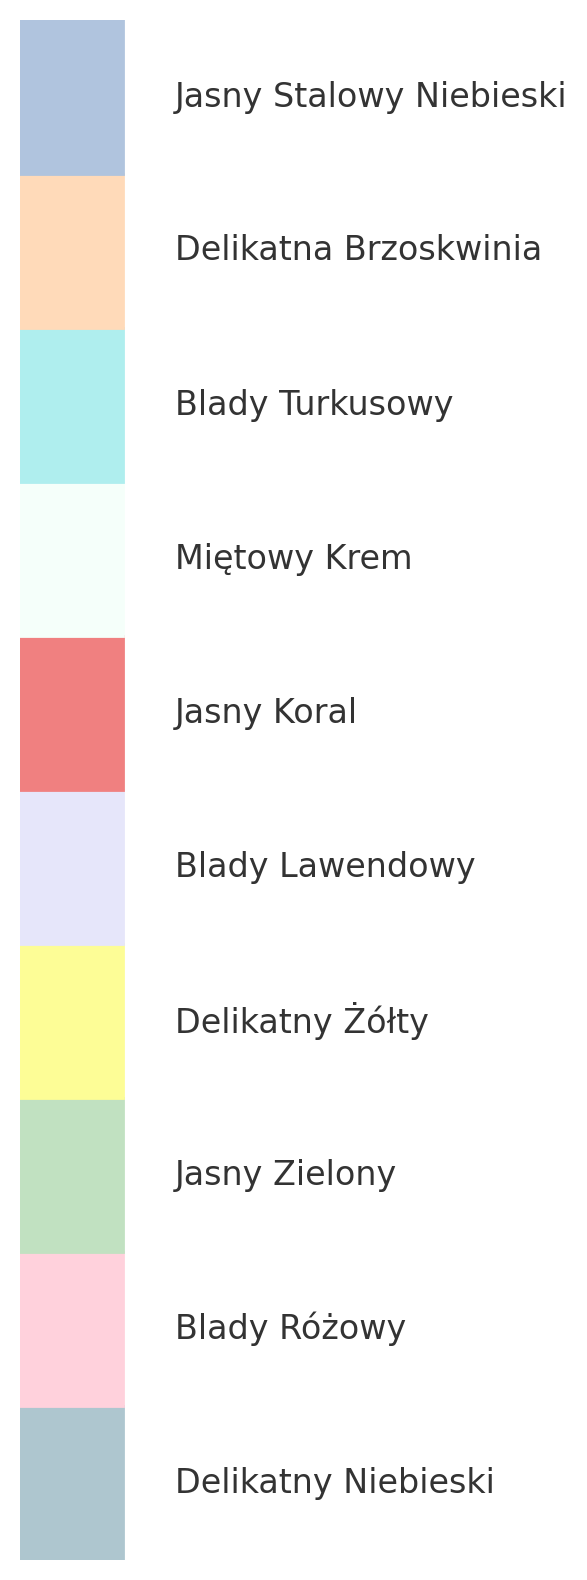 Jasny Stalowy Niebieski
Delikatna Brzoskwinia
Blady Turkusowy
Miętowy Krem
Jasny Koral
Blady Lawendowy
Delikatny Żółty
Jasny Zielony
Blady Różowy
Delikatny Niebieski